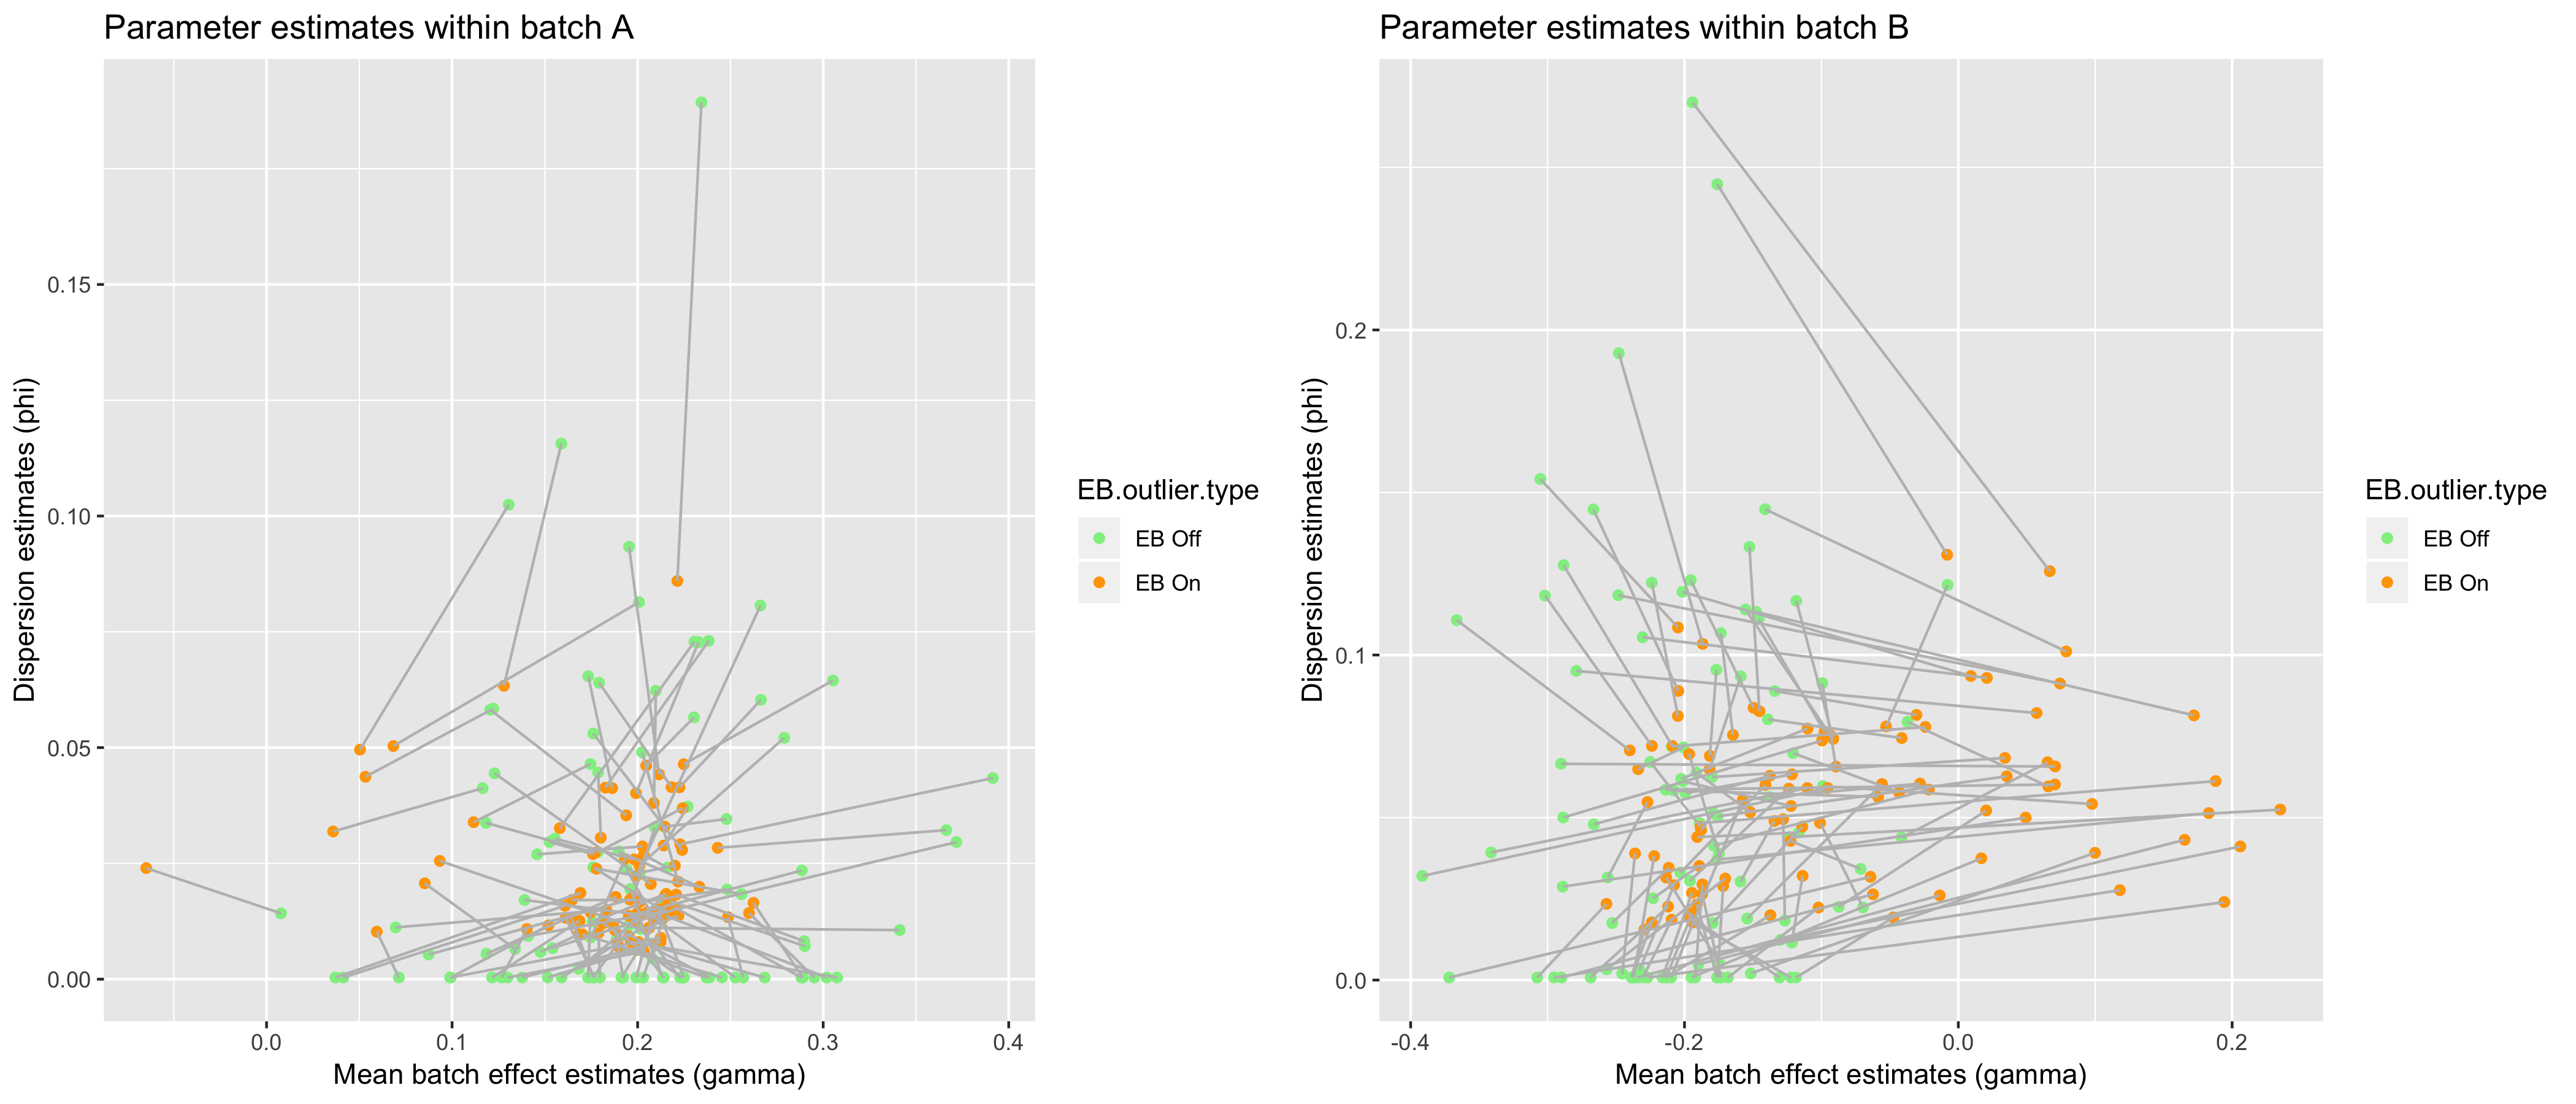 Parameter estimates within batch A
Dispersion estimates (phi)
0.15
0.10
0.05
0.00
0.0 0.1 0.2 0.3 0.4
Mean batch effect estimates (gamma)
EB.outlier.type
EB Off
EB On
Parameter estimates within batch B
Dispersion estimates (phi)
0.2
0.1
0.0
-0.4 -0.2 0.0 0.2
Mean batch effect estimates (gamma)
EB.outlier.type
EB Off
EB On